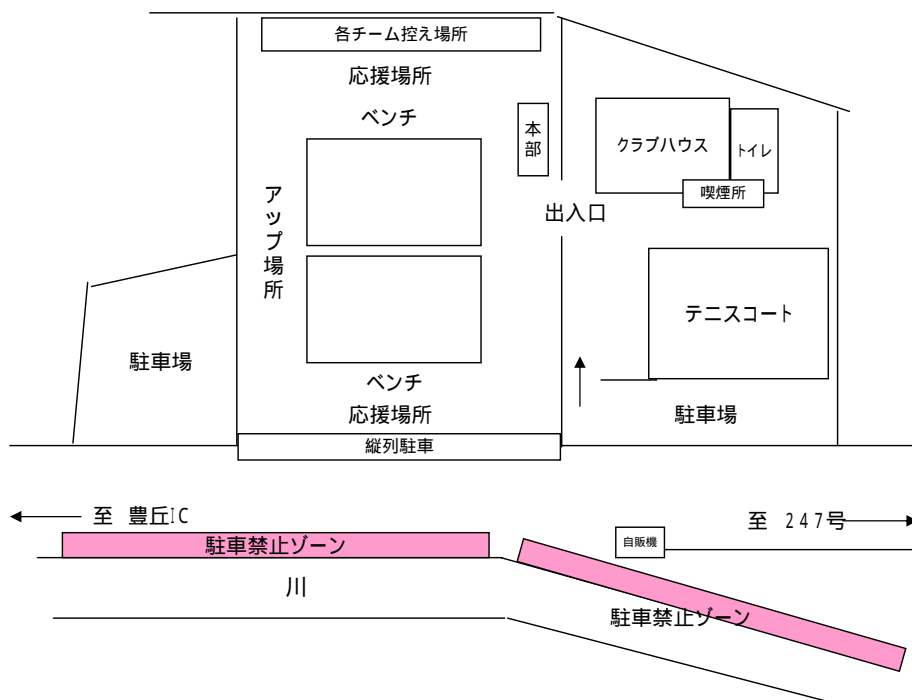 各チーム控え場所
応援場所
ベンチ
本部
クラブハウス
トイレ
喫煙所
出入口
アップ場所
テニスコート
駐車場
ベンチ
応援場所
駐車場
縦列駐車
至 豊丘IC
至 247号
駐車禁止ゾーン
自販機
川
駐車禁止ゾーン